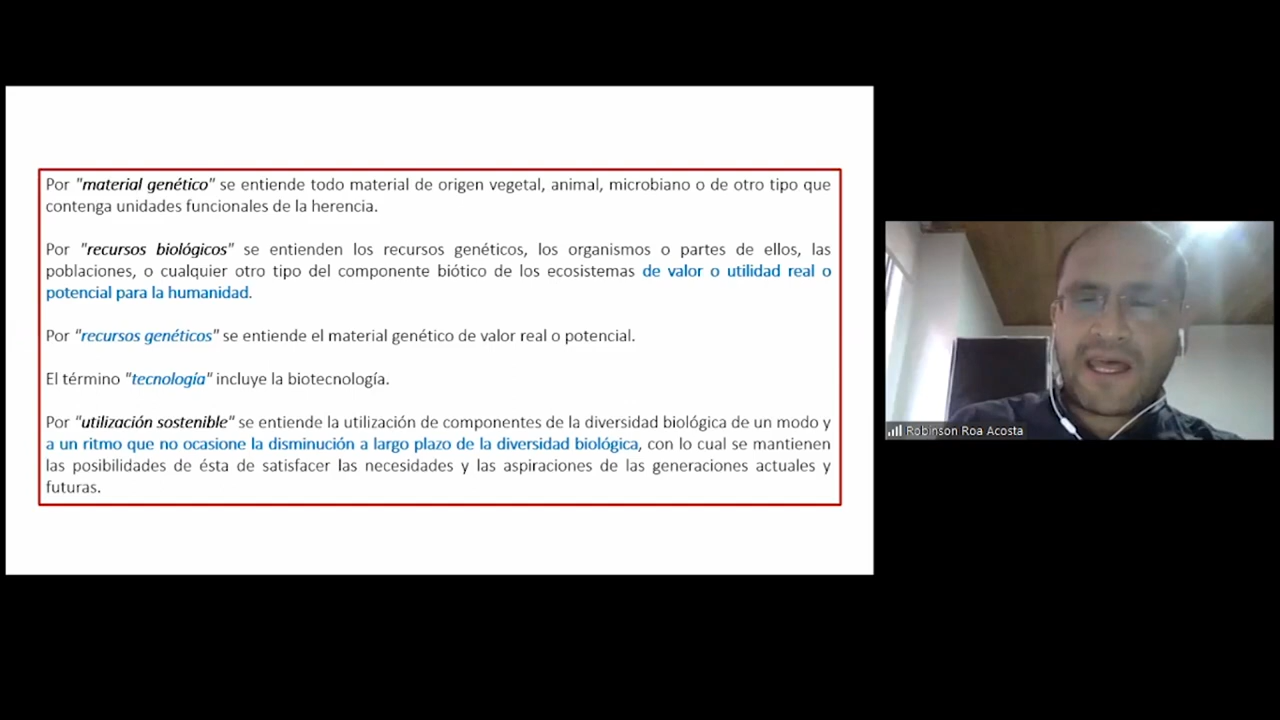 Por "material genético" se entiende todo material de origen vegetal, animal, microbiano o de otro tipo que
contenga unidades funcionales de la herencia.
Por "recursos biológicos" se entienden los recursos genéticos, los organismos o partes de ellos, las
poblaciones, o cualquier otro tipo del componente biótico de los ecosistemas de valor o utilidad real o
potencial para la humanidad.
Por "recursos genéticos" se entiende el material genético de valor real o potencial.
El término "tecnología" incluye la biotecnología.
Por "utilización sostenible" se entiende la utilización de componentes de la diversidad biológica de un modo y
a un ritmo que no ocasione la disminución a largo plazo de la diversidad biológica, con lo cual se mantienen
las posibilidades de ésta de satisfacer las necesidades y las aspiraciones de las generaciones actuales y
futuras.
Robinson Roa Acosta